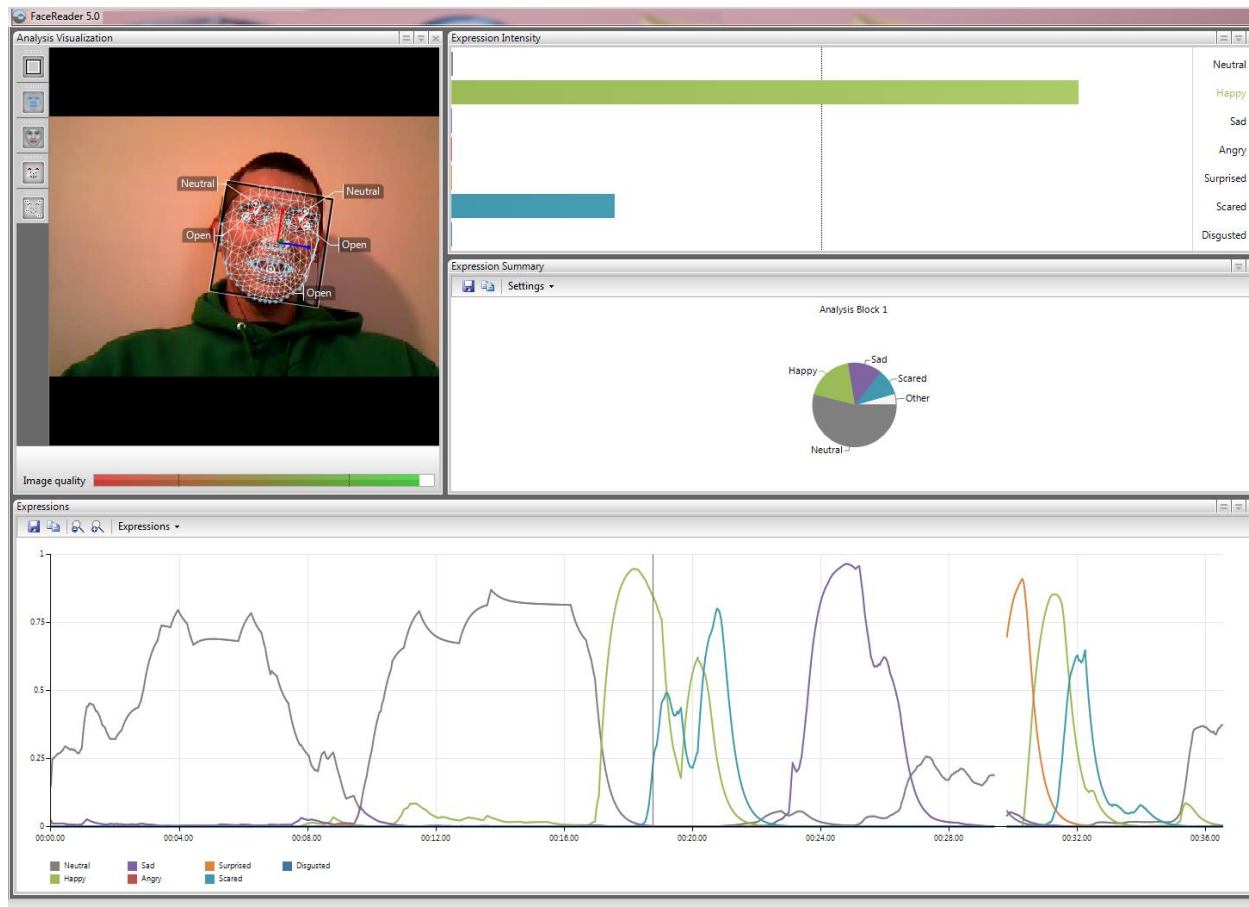 FaceReader 5.0
Analysis Visualization
Neutral
Neutral
Open
Open
Open
Image quality
Expression Intensity
Neutral
Happy
Sad
Angry
Surprised
Scared
Disgusted
Expression Summary
Settings
Analysis Block 1
Sad
Happy
Scared
Other
Neutral
Expressions
Expressions
1
0.75
0.5
0.25
0
00:00.00 00:04.00 00:08.00 00:12.00 00:16.00 00:20.00 00:24.00 00:28.00 00:32.00 00:36.00
Neutral Sad Surprised Disgusted
Happy Angry Scared